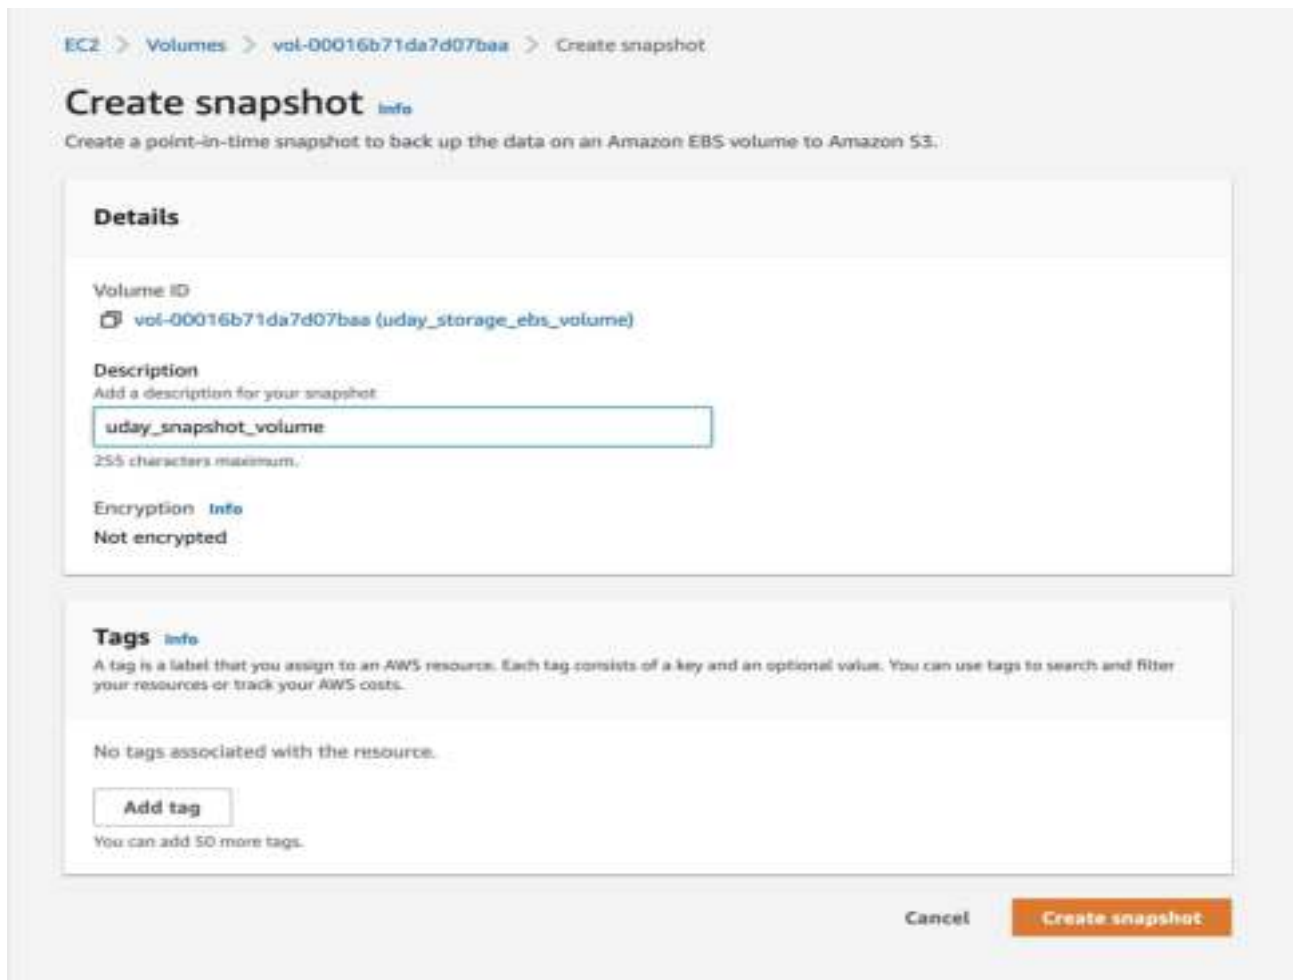 EC2 > Volumes > vol-00016b71da7d07baa > Create snapshot
Create snapshot Info
Create a point-in-time snapshot to back up the data on an Amazon EBS volume to Amazon S3.
Details
Volume ID
vol-00016b71da7d07baa (uday_storage_ebs_volume)
Description
Add a description for your snapshot
uday_snapshot_volume
255 characters maximum.
Encryption Info
Not encrypted
Tags Info
A tag is a label that you assign to an AWS resource. Each tag consists of a key and an optional value. You can use tags to search and filter
your resources or track your AWS costs.
No tags associated with the resource.
Add tag
You can add 50 more tags.
Cancel Create snapshot